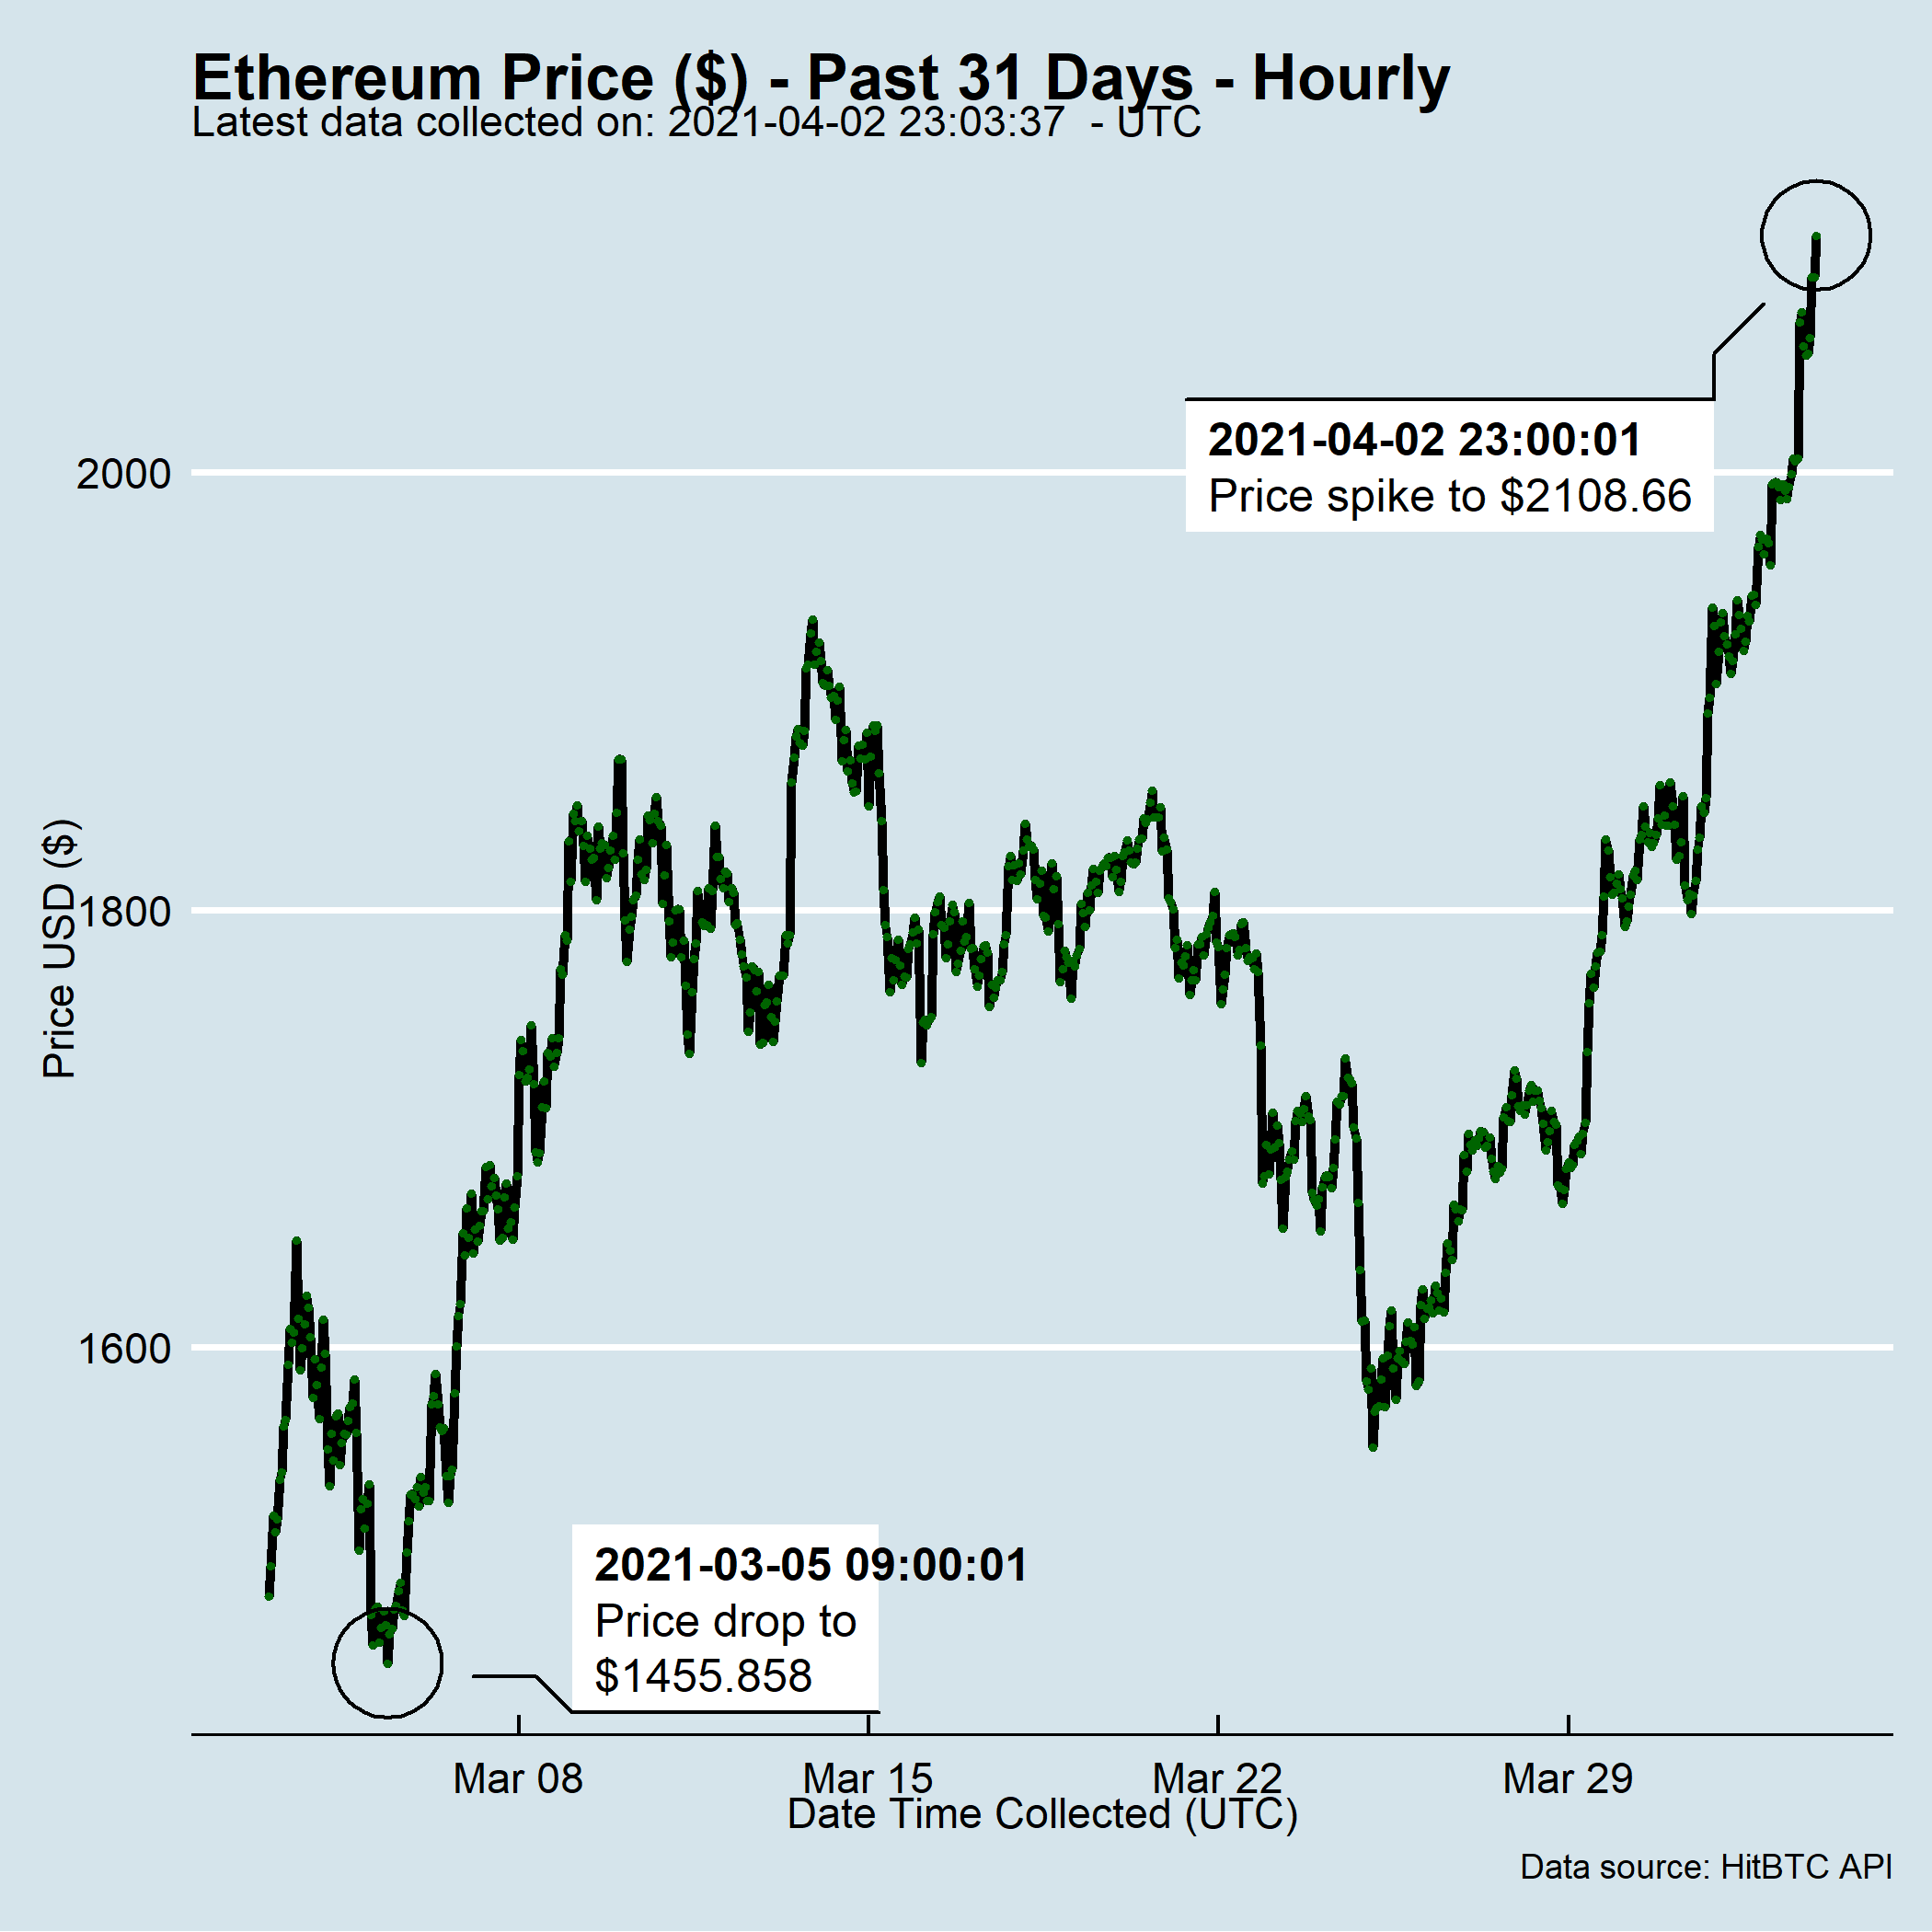 Ethereum Price ($) - Past 31 Days - Hourly
Latest data collected on: 2021-04-02 23:03:37  - UTC
2021-04-02 23:00:01
Price spike to $2108.66
2000
1800
1600
Price USD ($)
2021-03-05 09:00:01
Price drop to
$1455.858
Mar 08
Mar 15
Mar 22
Mar 29
Date Time Collected (UTC)
Data source: HitBTC API